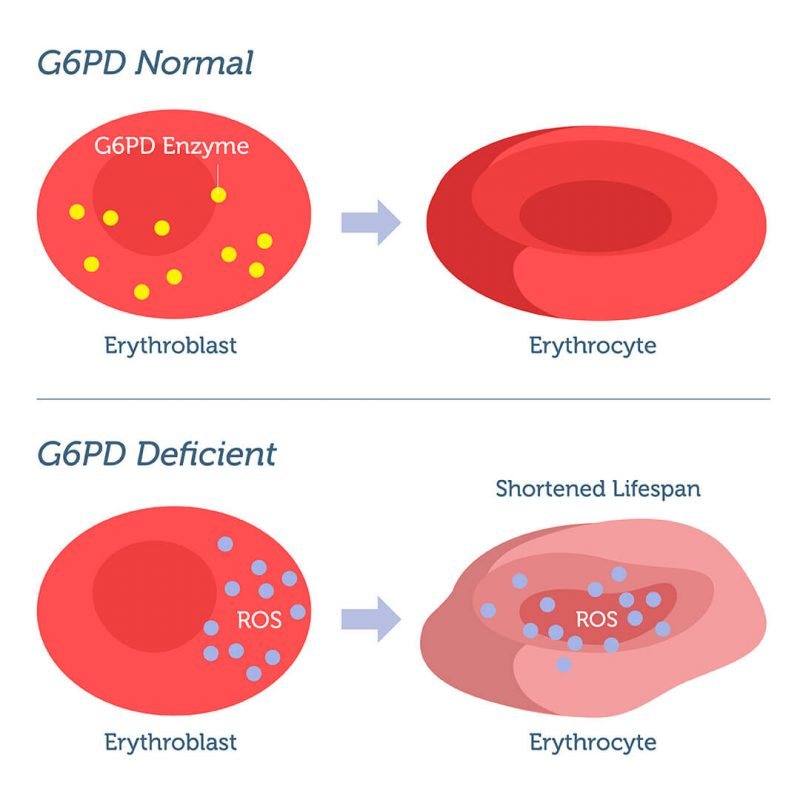 G6PD Normal
G6PD Enzyme
Erythroblast
Erythrocyte
G6PD Deficient
Shortened Lifespan
ROS
ROS
Erythroblast
Erythrocyte